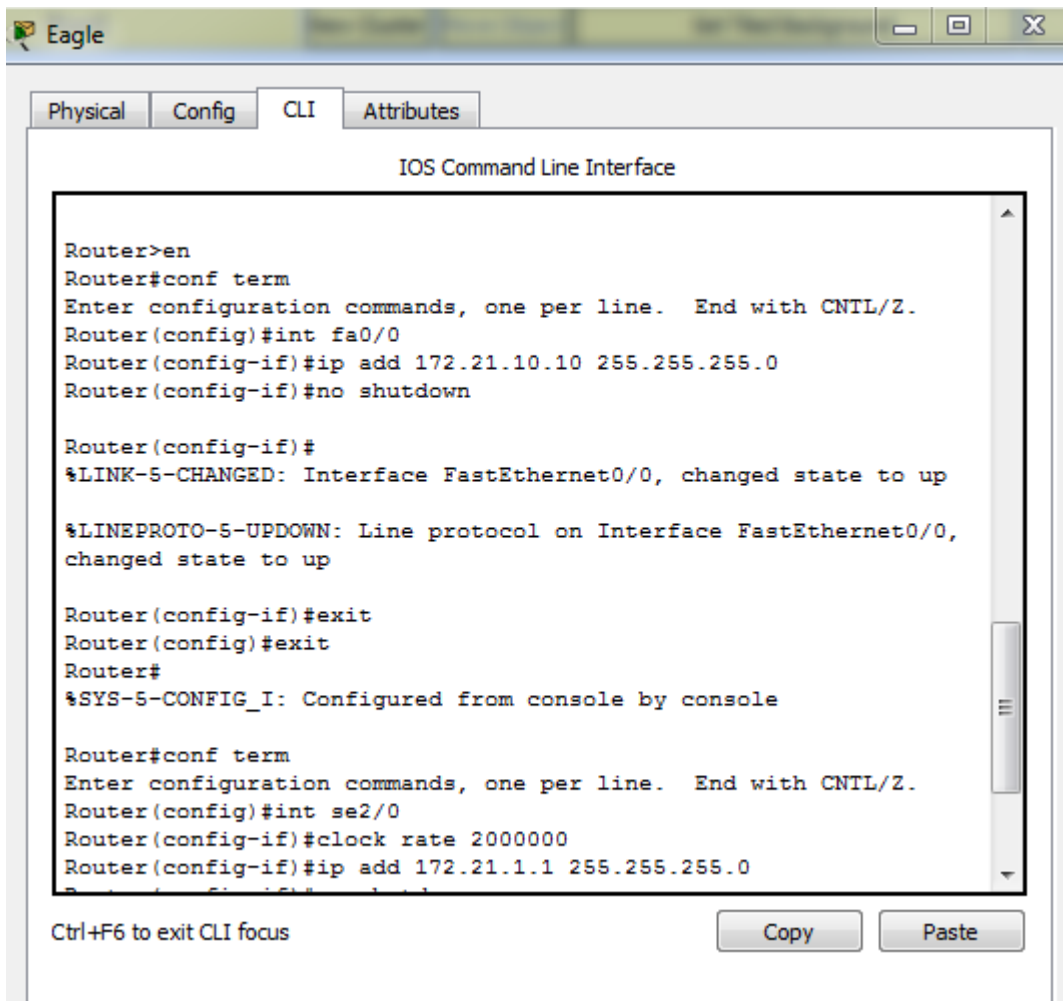 Eagle
Physical Config CLI Attributes
IOS Command Line Interface
Router>en
Router#conf term
Enter configuration commands, one per line.  End with CNTL/Z.
Router(config)#int fa0/0
Router(config-if)#ip add 172.21.10.10 255.255.255.0
Router(config-if)#no shutdown
Router(config-if)#
%LINK-5-CHANGED: Interface FastEthernet0/0, changed state to up
%LINEPROTO-5-UPDOWN: Line protocol on Interface FastEthernet0/0,
changed state to up
Router(config-if)#exit
Router(config)#exit
Router#
%SYS-5-CONFIG_I: Configured from console by console
Router#conf term
Enter configuration commands, one per line.  End with CNTL/Z.
Router(config)#int se2/0
Router(config-if)#clock rate 2000000
Router(config-if)#ip add 172.21.1.1 255.255.255.0
Ctrl+F6 to exit CLI focus
Copy Paste